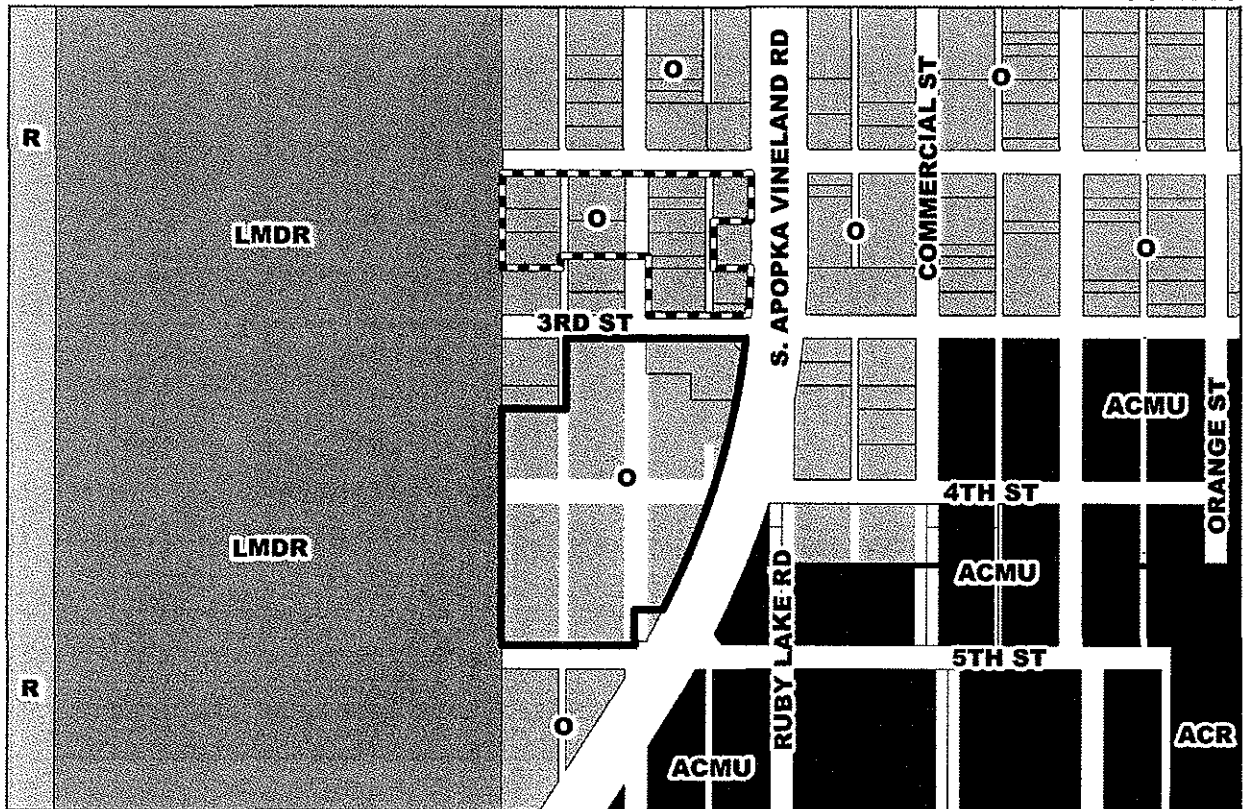 O
O
R
S. APOPKA VINELAND RD
COMMERCIAL ST
LMDR
O
O
O
3RD ST
ACMU
ORANGE ST
O
4TH ST
LMDR
ACMU
RUBY LAKE RD
5TH ST
R
O
ACMU
ACR